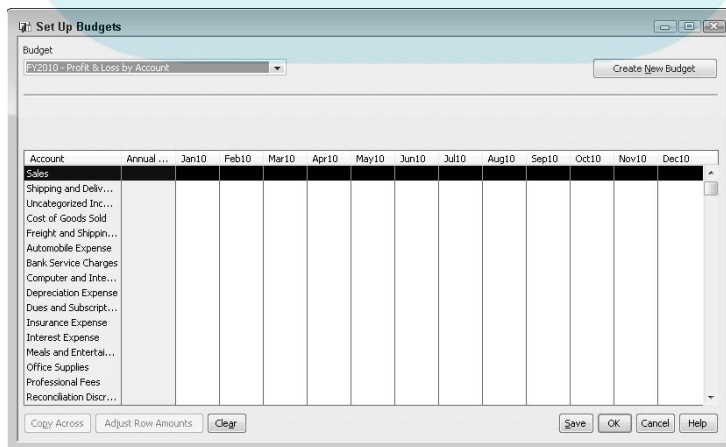 Set Up Budgets
Budget
FY2010 - Profit & Loss by Account
Create New Budget
Account Annual ... Jan10 Feb10 Mar10 Apr10 May10 Jun10 Jul10 Aug10 Sep10 Oct10 Nov10 Dec10
Sales
Shipping and Deliv...
Uncategorized Inc...
Cost of Goods Sold
Freight and Shippin...
Automobile Expense
Bank Service Charges
Computer and Inte...
Depreciation Expense
Dues and Subscript...
Insurance Expense
Interest Expense
Meals and Entertai...
Office Supplies
Professional Fees
Reconciliation Discr...
Copy Across Adjust Row Amounts Clear Save OK Cancel Help